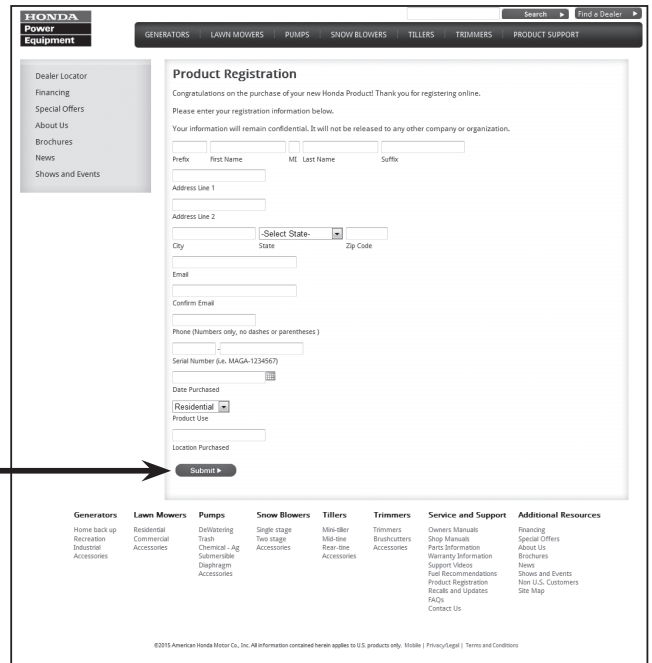 HONDA
Power
Equipment
Search
Find a Dealer
GENERATORS LAWN MOWERS PUMPS SNOW BLOWERS TILLERS TRIMMERS PRODUCT SUPPORT
Dealer Locator
Financing
Special Offers
About Us
Brochures
News
Shows and Events
Product Registration
Congratulations on the purchase of your new Honda Product! Thank you for registering online.
Please enter your registration information below.
Your information will remain confidential. It will not be released to any other company or organization.
Prefix First Name MI Last Name Suffix
Address Line 1
Address Line 2
-Select State-
City State Zip Code
Email
Confirm Email
Phone (Numbers only, no dashes or parentheses )
-
Serial Number (i.e. MAGA-1234567)
Date Purchased
Residential
Product Use
Location Purchased
Submit
Generators
Home back up
Recreation
Industrial
Accessories
Lawn Mowers
Residential
Commercial
Accessories
Pumps
DeWatering
Trash
Chemical - Ag
Submersible
Diaphragm
Accessories
Snow Blowers
Single stage
Two stage
Accessories
Tillers
Mini-tiller
Mid-tine
Rear-tine
Accessories
Trimmers
Trimmers
Brushcutters
Accessories
Service and Support
Owners Manuals
Shop Manuals
Parts Information
Warranty Information
Support Videos
Fuel Recommendations
Product Registration
Recalls and Updates
FAQs
Contact Us
Additional Resources
Financing
Special Offers
About Us
Brochures
News
Shows and Events
Non U.S. Customers
Site Map
©2015 American Honda Motor Co., Inc. All information contained herein applies to U.S. products only. Mobile | Privacy/Legal | Terms and Conditions